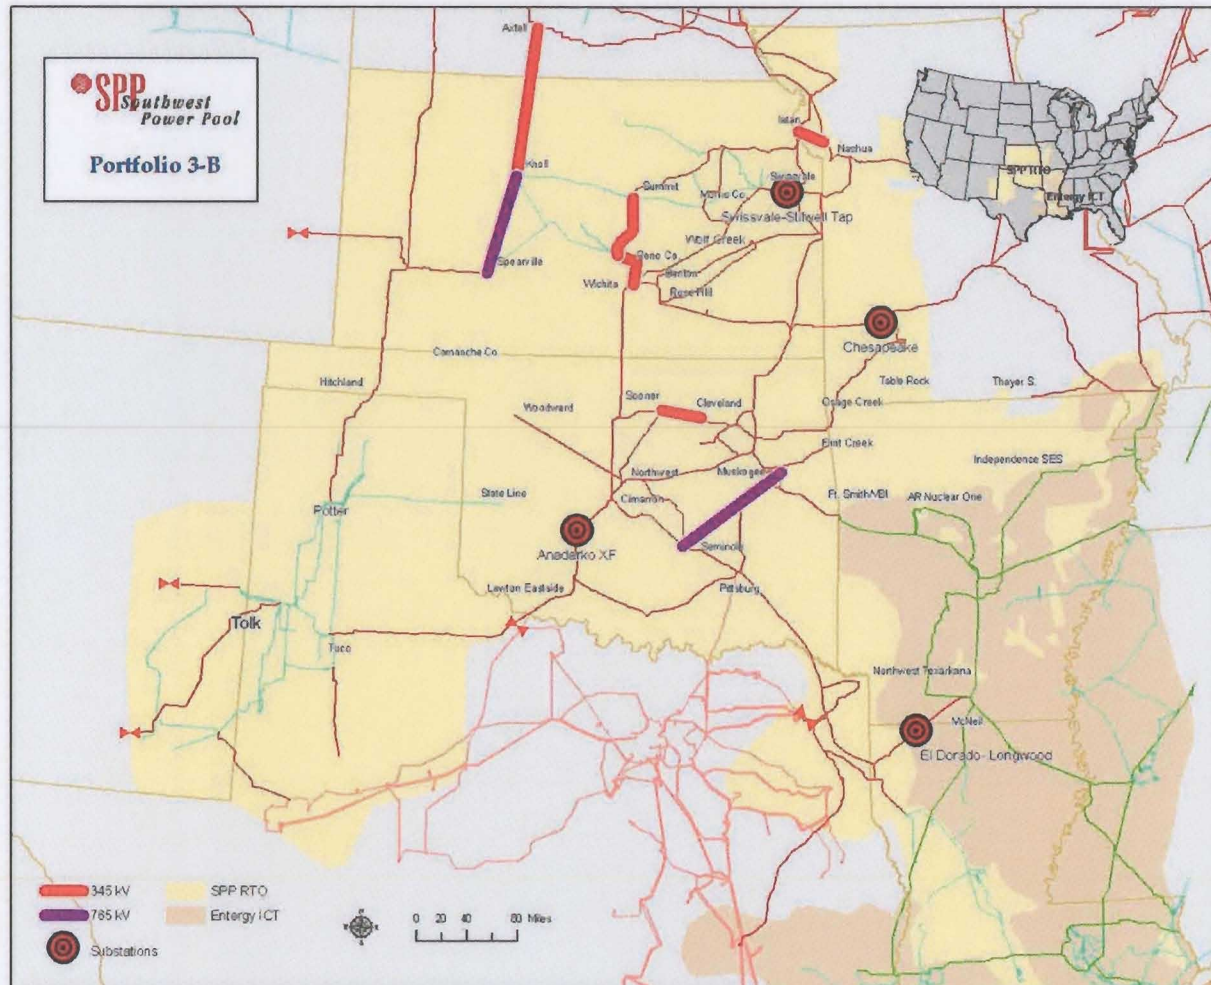 SPP
Southwest
Power Pool
Portfolio 3-B
Axtell
Knoll
Spearville
Iatan
Nashua
Summit
Morris Co.
Swissvale
Swissvale-Stilwell Tap
Wolf Creek
Reno Co.
Benton
Wichita
Rose Hill
SPP RTO
Entergy ICT
Chesapeake
Comanche Co.
Hitchland
Table Rock
Thayer S.
Woodward
Sooner
Cleveland
Osage Creek
Flint Creek
Northwest
Muskogee
Independence SES
State Line
Cimarron
Ft. Smith/MBI
AR Nuclear One
Potter
Anadarko XF
Seminole
Lawton Eastside
Pittsburg
Tolk
Tuco
Northwest Texarkana
McNeil
El Dorado- Longwood
345 kV
SPP RTO
765 kV
Entergy ICT
Substations
0 20 40 80 Miles